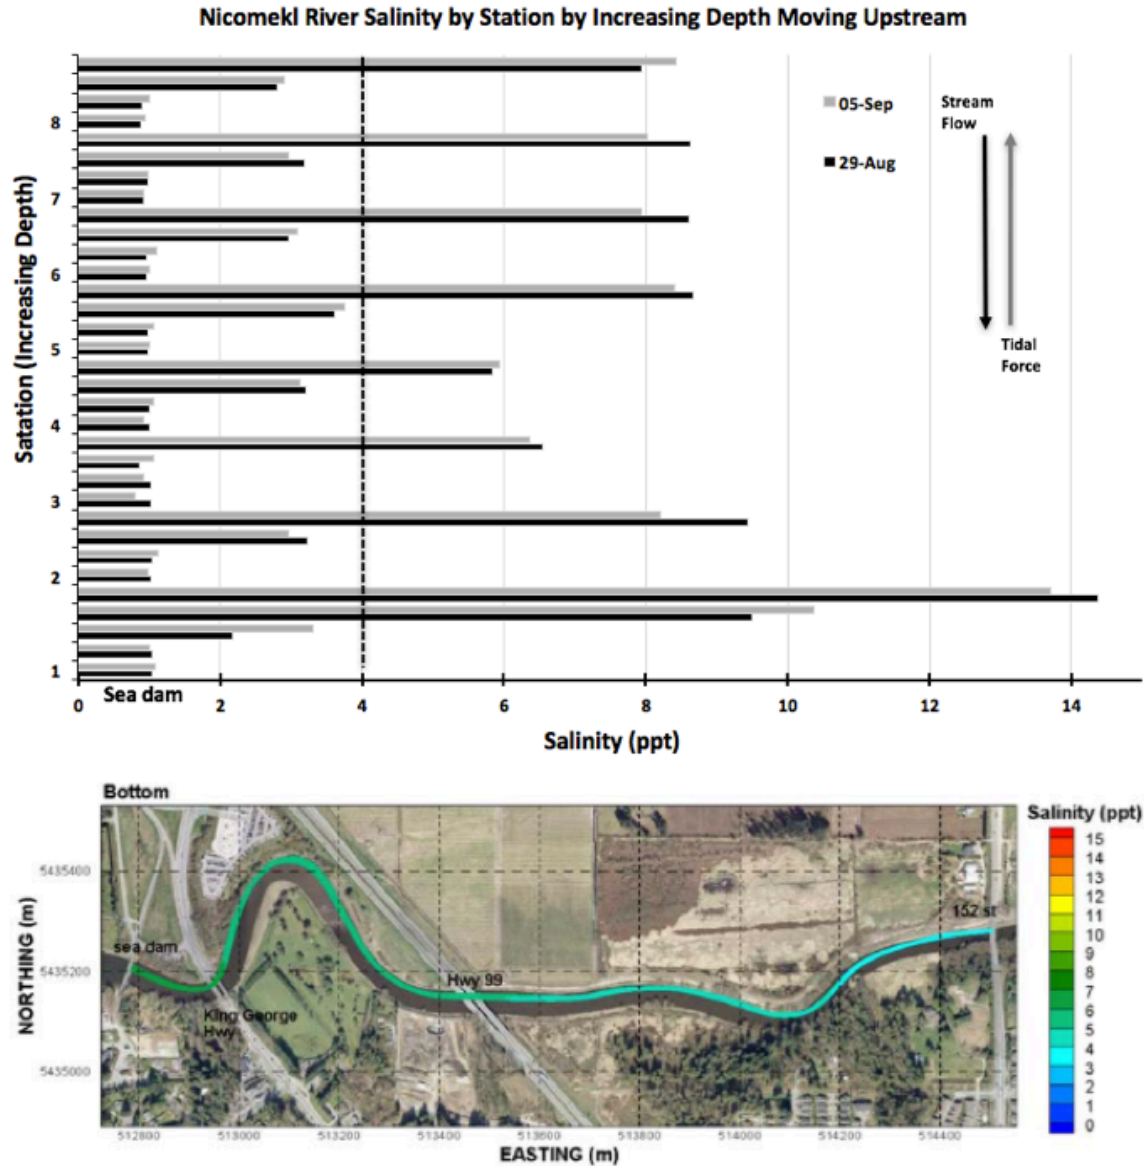 Nicomekl River Salinity by Station by Increasing Depth Moving Upstream
Satation (Increasing Depth)
8
7
6
5
4
3
2
1
05-Sep
29-Aug
Stream
Flow
Tidal
Force
Sea dam
0 2 4 6 8 10 12 14
Salinity (ppt)
Bottom
NORTHING (m)
5435400
5435200
5435000
sea dam
King George
Hwy
Hwy 99
152 st
512800 513000 513200 513400 513600 513800 514000 514200 514400
EASTING (m)
Salinity (ppt)
15
14
13
12
11
10
9
8
7
6
5
4
3
2
1
0